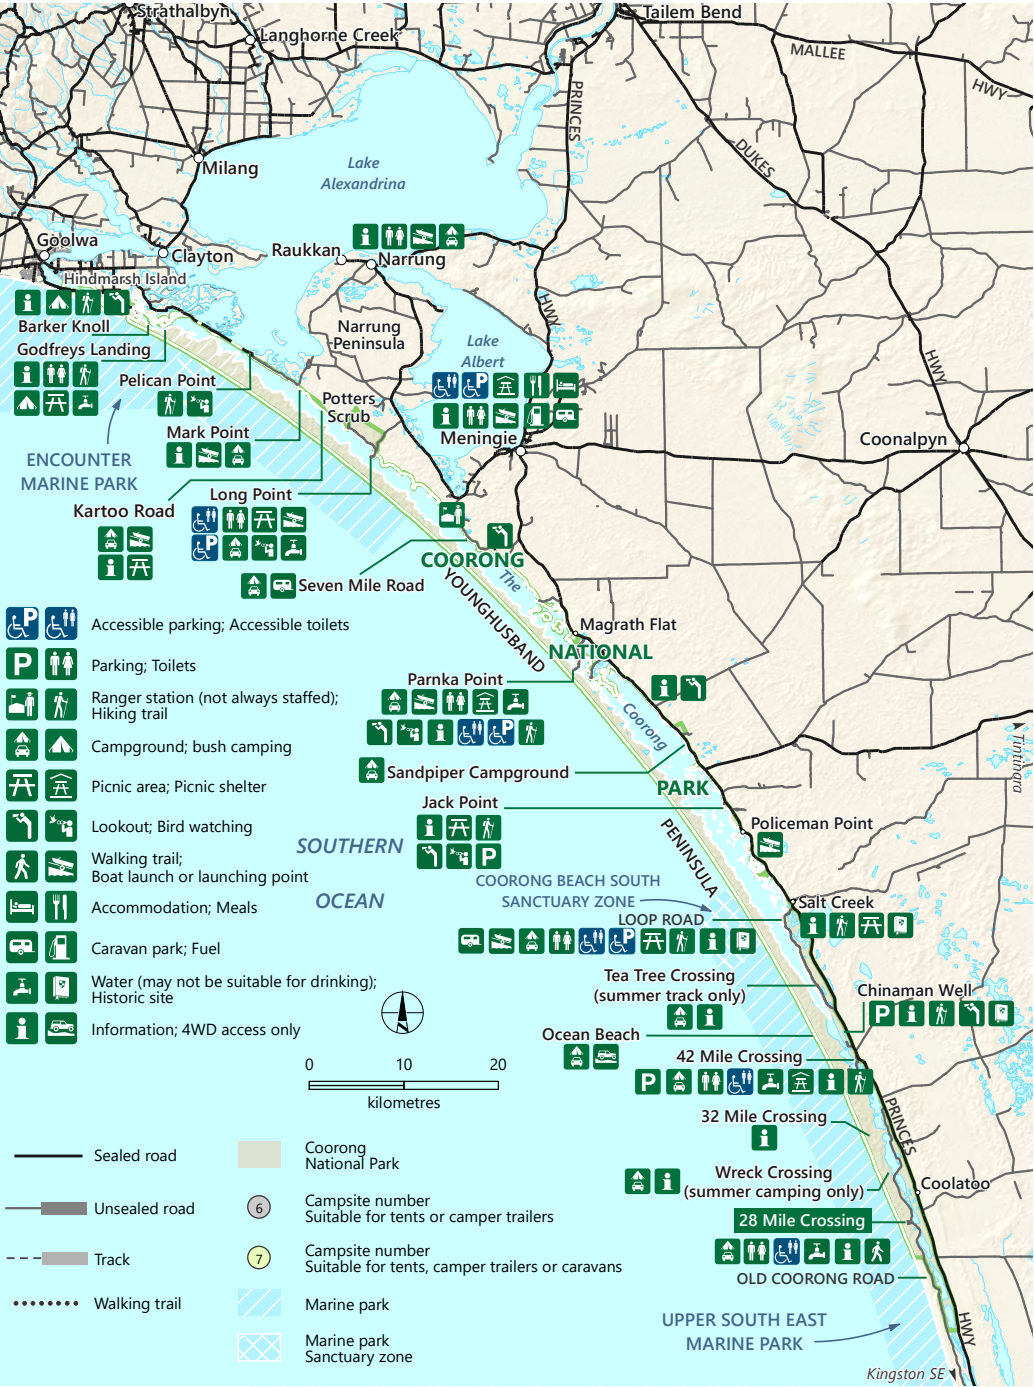 Strathalbyn
Langhorne Creek
Tailem Bend
MALLEE
HWY
PRINCES
DUKES
Lake
Alexandrina
Milang
Goolwa
Clayton
Raukkan
Narrung
Hindmarsh Island
HWY
Barker Knoll
Narrung
Peninsula
Lake
Albert
Godfreys Landing
HWY
Pelican Point
P
Potters
Scrub
Mark Point
Meningie
Coonalpyn
ENCOUNTER
MARINE PARK
Long Point
Kartoo Road
P
COORONG
The
Seven Mile Road
YOUNGHUSBAND
Magrath Flat
NATIONAL
P
Accessible parking; Accessible toilets
P
Parking; Toilets
Parnka Point
Ranger station (not always staffed);
Hiking trail
P
Coorong
Campground; bush camping
Tintinara
Sandpiper Campground
Picnic area; Picnic shelter
PARK
Jack Point
Lookout; Bird watching
Policeman Point
P
SOUTHERN
OCEAN
PENINSULA
Walking trail;
Boat launch or launching point
COORONG BEACH SOUTH
SANCTUARY ZONE
Accommodation; Meals
Salt Creek
LOOP ROAD
P
Caravan park; Fuel
Tea Tree Crossing
(summer track only)
Water (may not be suitable for drinking);
Historic site
Chinaman Well
P
Information; 4WD access only
Ocean Beach
42 Mile Crossing
P
0 10 20
kilometres
PRINCES
32 Mile Crossing
Sealed road
Coorong
National Park
Wreck Crossing
(summer camping only)
Coolatoo
Unsealed road
6
Campsite number
Suitable for tents or camper trailers
28 Mile Crossing
Track
7
Campsite number
Suitable for tents, camper trailers or caravans
OLD COORONG ROAD
Walking trail
Marine park
UPPER SOUTH EAST
MARINE PARK
HWY
Marine park
Sanctuary zone
Kingston SE